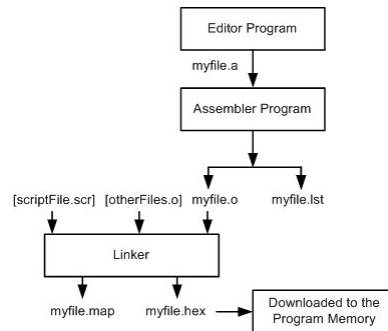 Editor Program
myfile.a
Assembler Program
[scriptFile.scr] [otherFiles.o] myfile.o myfile.lst
Linker
myfile.map myfile.hex
Downloaded to the
Program Memory